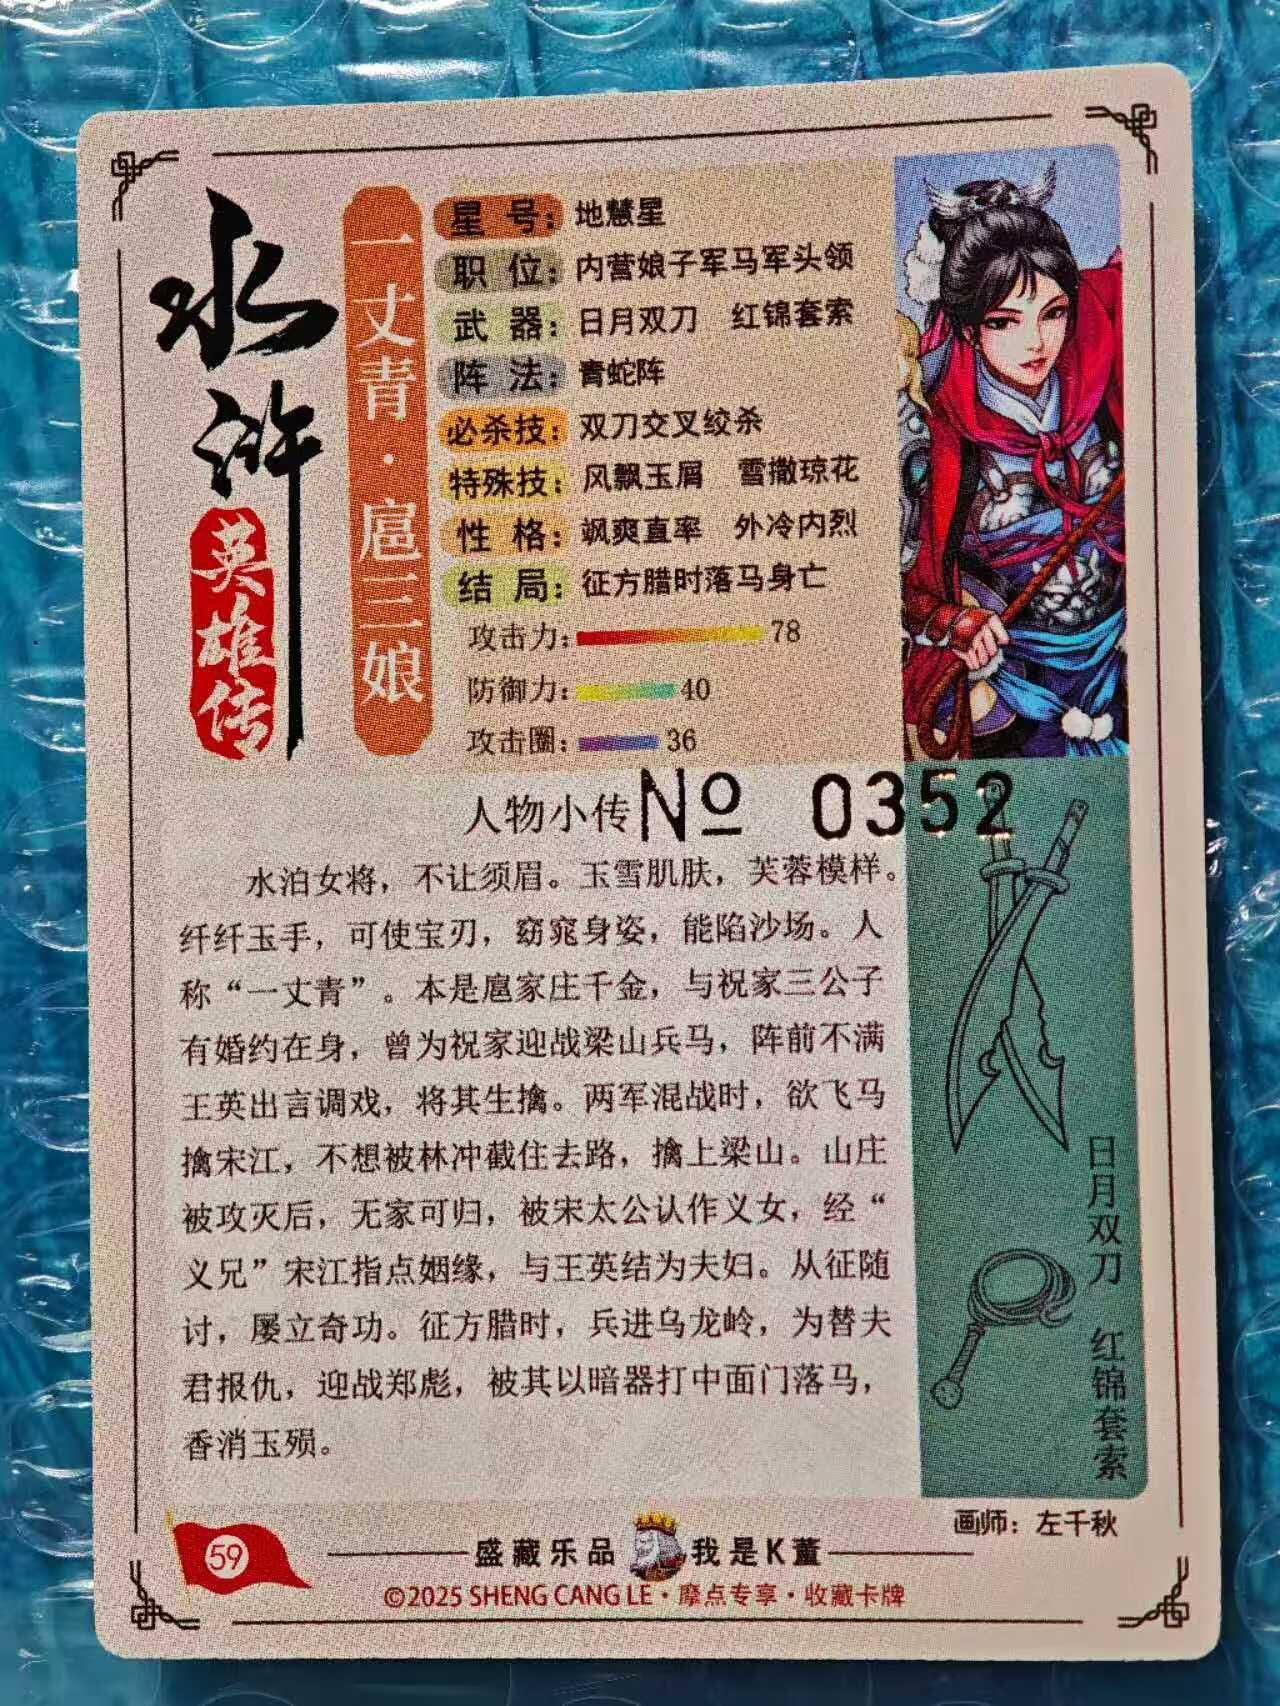 水浒
英雄传
一丈青·扈三娘
星号：地慧星
职位：内营娘子军马军头领
武器：日月双刀 红锦套索
阵法：青蛇阵
必杀技：双刀交叉绞杀
特殊技：风飘玉屑 雪撒琼花
性格：飒爽直率 外冷内烈
结局：征方腊时落马身亡
攻击力：78
防御力：40
攻击圈：36
人物小传
No 0352
水泊女将，不让须眉。玉雪肌肤，芙蓉模样。
纤纤玉手，可使宝刃，窈窕身姿，能陷沙场。人
称“一丈青”。本是扈家庄千金，与祝家三公子
有婚约在身，曾为祝家迎战梁山兵马，阵前不满
王英出言调戏，将其生擒。两军混战时，欲飞马
擒宋江，不想被林冲截住去路，擒上梁山。山庄
被攻灭后，无家可归，被宋太公认作义女，经“
义兄”宋江指点姻缘，与王英结为夫妇。从征随
讨，屡立奇功。征方腊时，兵进乌龙岭，为替夫
君报仇，迎战郑彪，被其以暗器打中面门落马，
香消玉殒。
日月双刀 红锦套索
画师：左千秋
59
盛藏乐品 我是K董
©2025 SHENG CANG LE·摩点专享·收藏卡牌